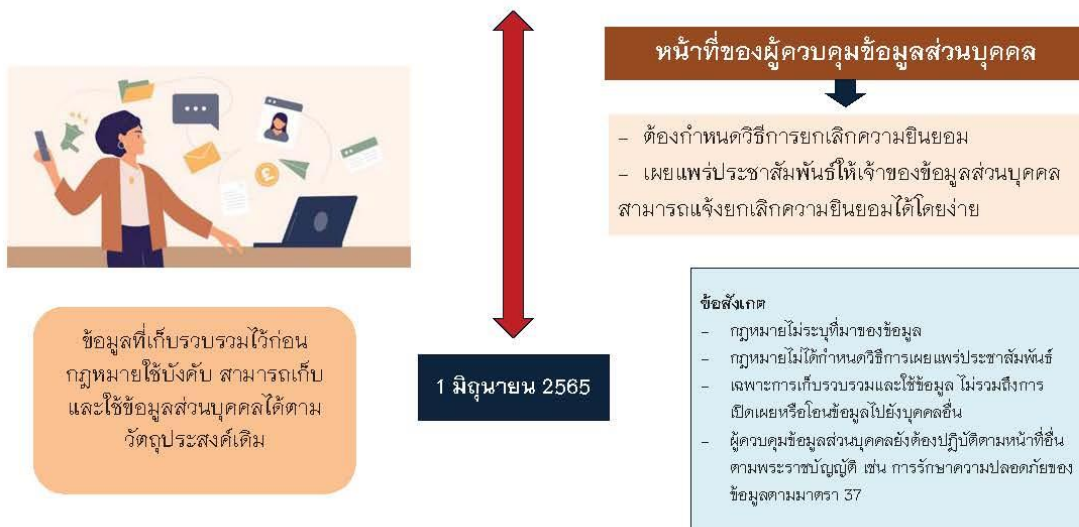 หน้าที่ของผู้ควบคุมข้อมูลส่วนบุคคล
– ต้องกำหนดวิธีการยกเลิกความยินยอม
– เผยแพร่ประชาสัมพันธ์ให้เจ้าของข้อมูลส่วนบุคคล
สามารถแจ้งยกเลิกความยินยอมได้โดยง่าย
ข้อมูลที่เก็บรวบรวมไว้ก่อน
กฎหมายใช้บังคับ สามารถเก็บ
และใช้ข้อมูลส่วนบุคคลได้ตาม
วัตถุประสงค์เดิม
1 มิถุนายน 2565
ข้อสังเกต
– กฎหมายไม่ระบุที่มาของข้อมูล
– กฎหมายไม่ได้กำหนดวิธีการเผยแพร่ประชาสัมพันธ์
– เฉพาะการเก็บรวบรวมและใช้ข้อมูล ไม่รวมถึงการ
เปิดเผยหรือโอนข้อมูลไปยังบุคคลอื่น
– ผู้ควบคุมข้อมูลส่วนบุคคลยังต้องปฏิบัติตามหน้าที่อื่น
ตามพระราชบัญญัติ เช่น การรักษาความปลอดภัยของ
ข้อมูลตามมาตรา 37